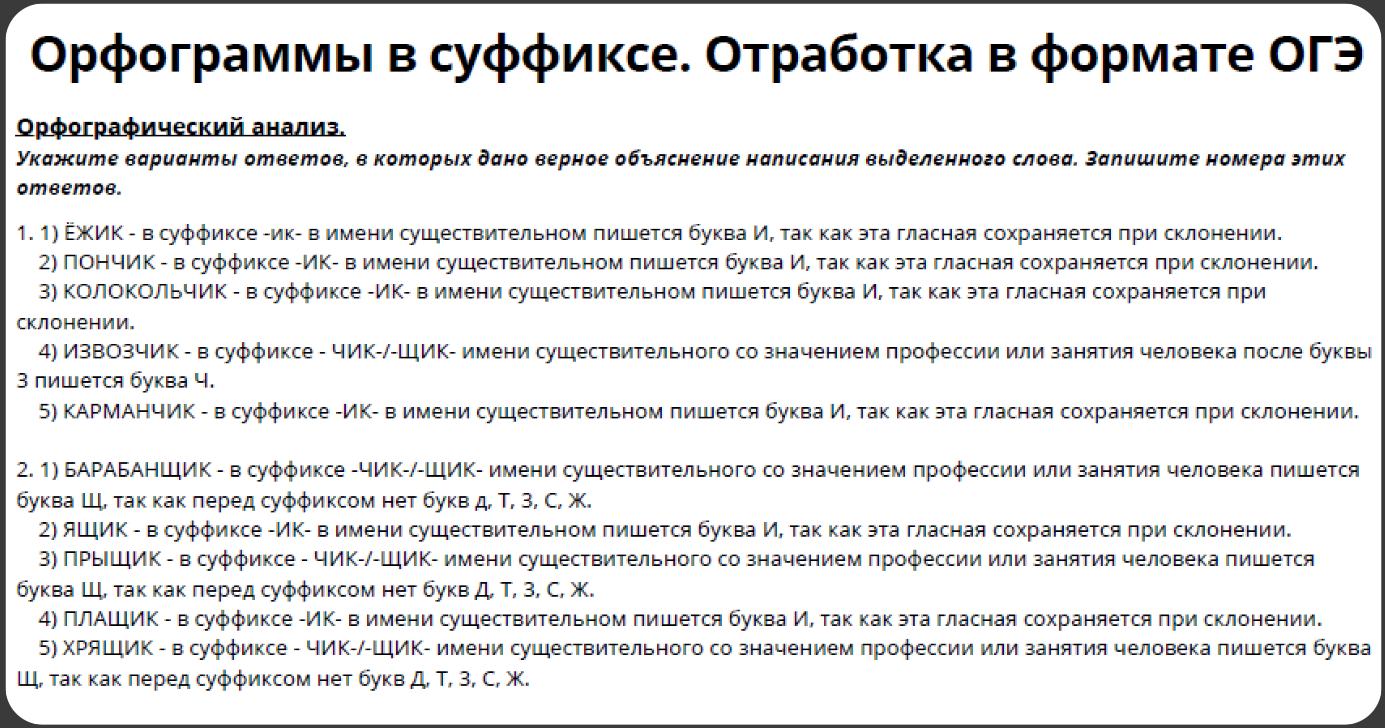 Орфограммы в суффиксе. Отработка в формате ОГЭ
Орфографический анализ.
Укажите варианты ответов, в которых дано верное объяснение написания выделенного слова. Запишите номера этих
ответов.
1. 1) ЁЖИК - в суффиксе -ик- в имени существительном пишется буква И, так как эта гласная сохраняется при склонении.
2) ПОНЧИК - в суффиксе -ИК- в имени существительном пишется буква И, так как эта гласная сохраняется при склонении.
3) КОЛОКОЛЬЧИК - в суффиксе -ИК- в имени существительном пишется буква И, так как эта гласная сохраняется при
склонении.
4) ИЗВОЗЧИК - в суффиксе - ЧИК-/-ЩИК- имени существительного со значением профессии или занятия человека после буквы
З пишется буква Ч.
5) КАРМАНЧИК - в суффиксе -ИК- в имени существительном пишется буква И, так как эта гласная сохраняется при склонении.
2. 1) БАРАБАНЩИК - в суффиксе -ЧИК-/-ЩИК- имени существительного со значением профессии или занятия человека пишется
буква Щ, так как перед суффиксом нет букв д, Т, З, С, Ж.
2) ЯЩИК - в суффиксе -ИК- в имени существительном пишется буква И, так как эта гласная сохраняется при склонении.
3) ПРЫЩИК - в суффиксе - ЧИК-/-ЩИК- имени существительного со значением профессии или занятия человека пишется
буква Щ, так как перед суффиксом нет букв Д, Т, З, С, Ж.
4) ПЛАЩИК - в суффиксе -ИК- в имени существительном пишется буква И, так как эта гласная сохраняется при склонении.
5) ХРЯЩИК - в суффиксе - ЧИК-/-ЩИК- имени существительного со значением профессии или занятия человека пишется буква
Щ, так как перед суффиксом нет букв Д, Т, З, С, Ж.